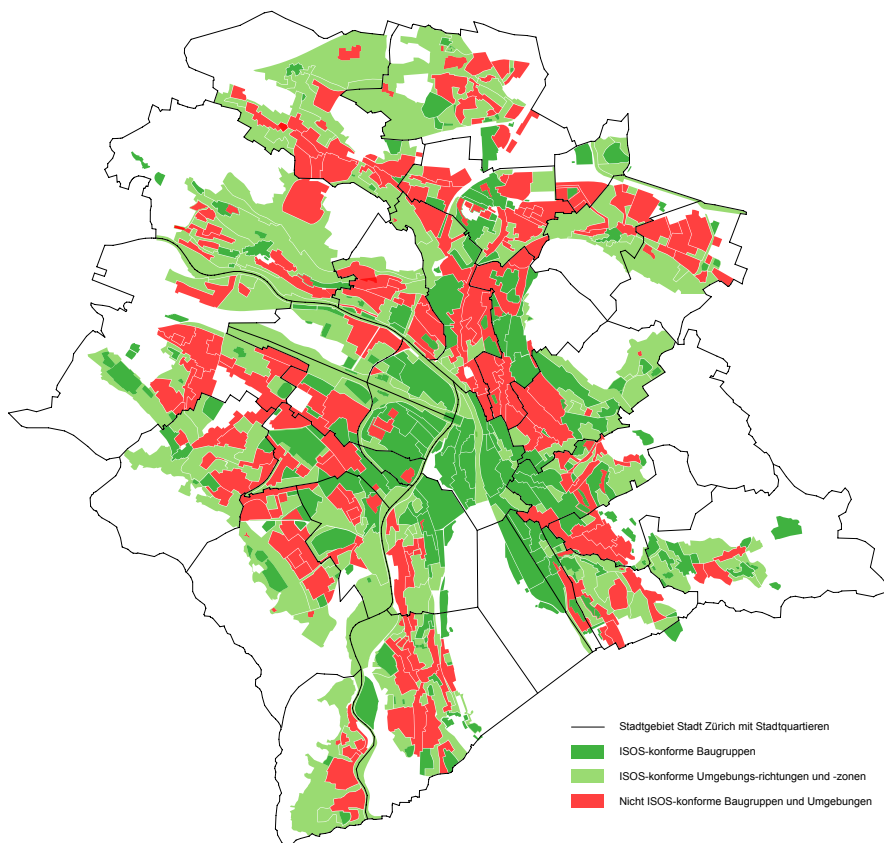 Stadtgebiet Stadt Zürich mit Stadtquartieren
ISOS-konforme Baugruppen
ISOS-konforme Umgebungs-richtungen und -zonen
Nicht ISOS-konforme Baugruppen und Umgebungen